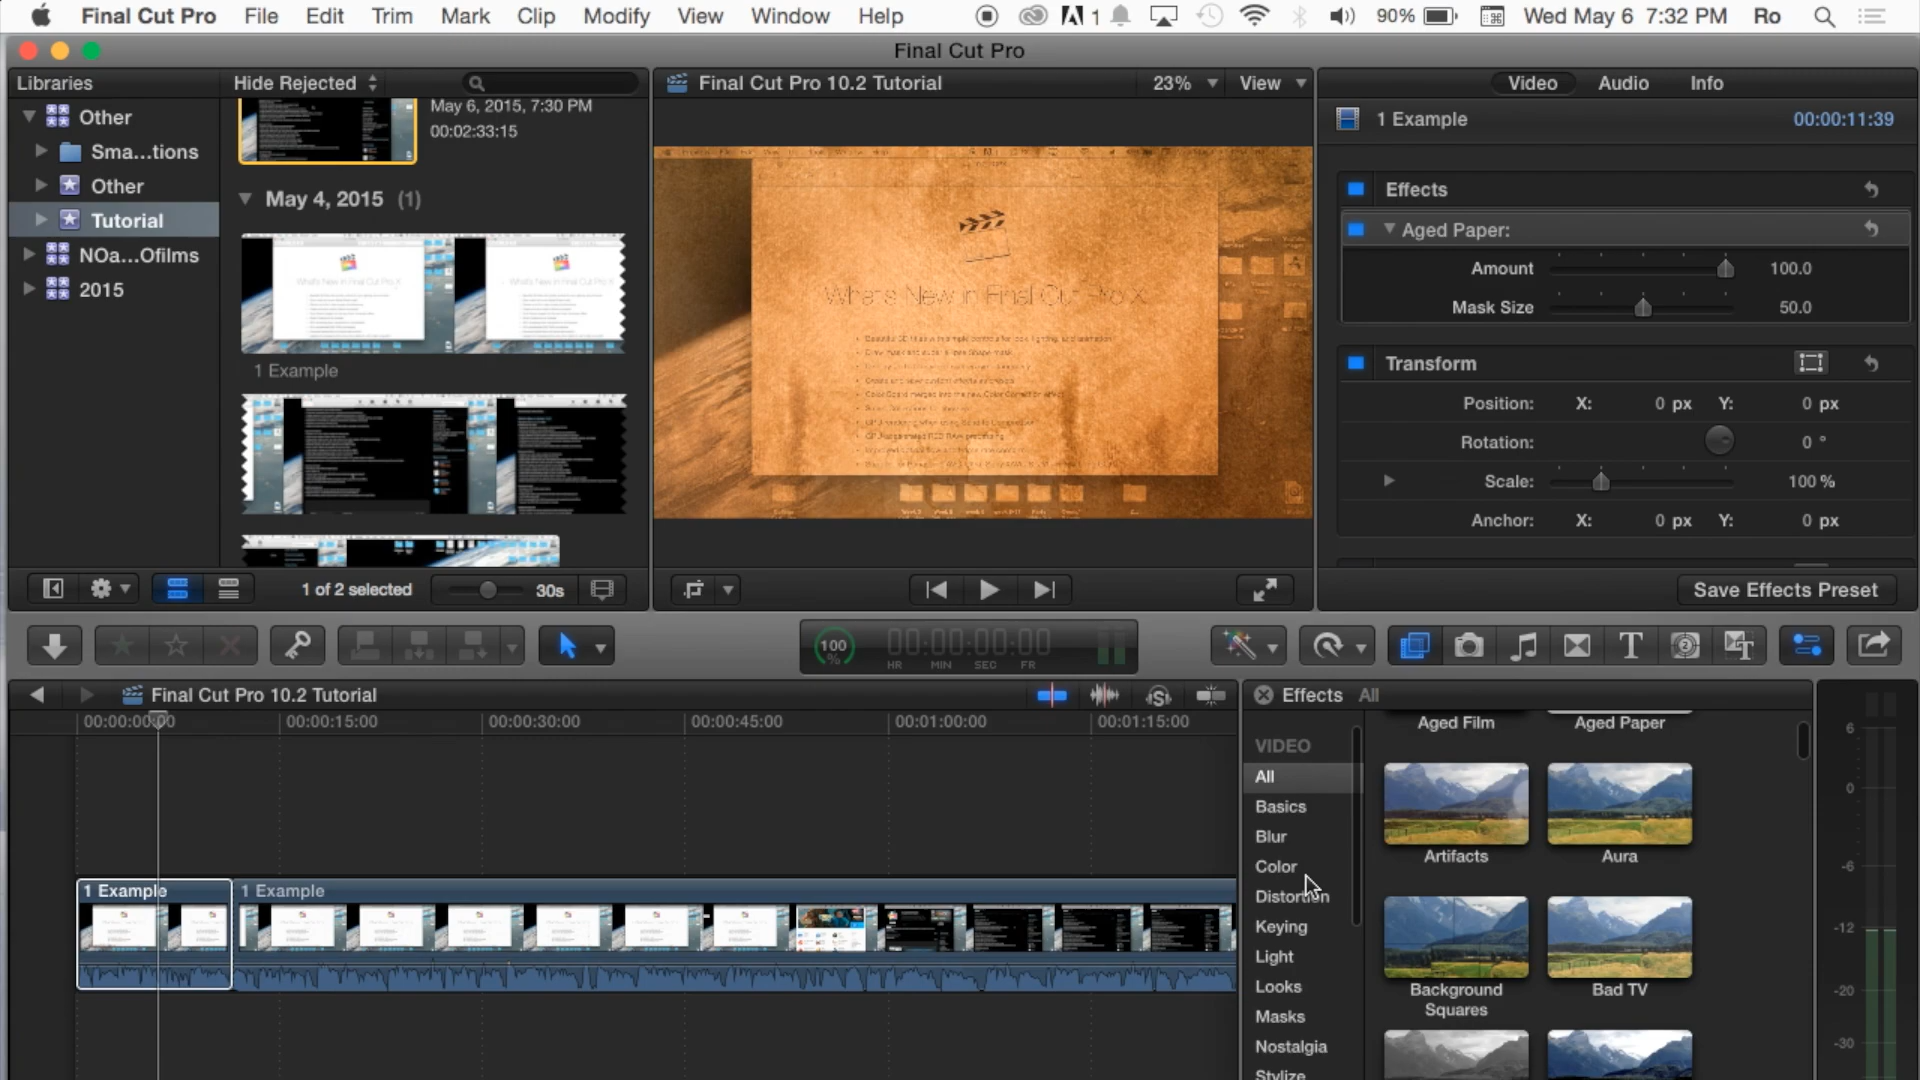 Final Cut Pro File Edit Trim Mark Clip Modify View Window Help 1 90% Wed May 6 7:32 PM Ro
Final Cut Pro
Libraries Hide Rejected Final Cut Pro 10.2 Tutorial 23% View Video Audio Info
May 6, 2015, 7:30 PM
00:02:33:15
1 Example 00:00:11:39
Other
Sma...tions
Other
Tutorial
NOa...Ofilms
2015
May 4, 2015 (1)
1 Example
What's New in Final Cut Pro X
Effects
Aged Paper:
Amount 100.0
Mask Size 50.0
Transform
Position: X: 0 px Y: 0 px
Rotation: 0 °
Scale: 100 %
Anchor: X: 0 px Y: 0 px
1 of 2 selected 30s Save Effects Preset
100 % 00:00:00:00
HR MIN SEC FR
Final Cut Pro 10.2 Tutorial Effects All
00:00:15:00 00:00:30:00 00:00:45:00 00:01:00:00 00:01:15:00
1 Example 1 Example
VIDEO
All
Basics
Blur
Color
Distortion
Keying
Light
Looks
Masks
Nostalgia
Stylize
Aged Film Aged Paper
Artifacts Aura
Background Squares Bad TV
6
0
-6
-12
-20
-30